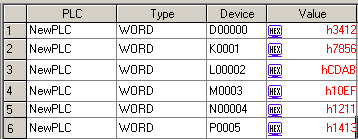 PLC Type Device Value
1 NewPLC WORD D00000 HEX h3412
2 NewPLC WORD K0001 HEX h7856
3 NewPLC WORD L00002 HEX hCDAB
4 NewPLC WORD M0003 HEX h10EF
5 NewPLC WORD N00004 HEX h1211
6 NewPLC WORD P0005 HEX h1413